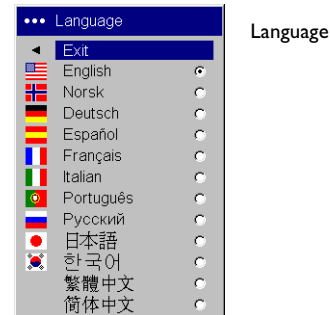 ••• Language
Language
Exit
English
Norsk
Deutsch
Español
Français
Italian
Português
Русский
日本語
한국어
繁體中文
简体中文